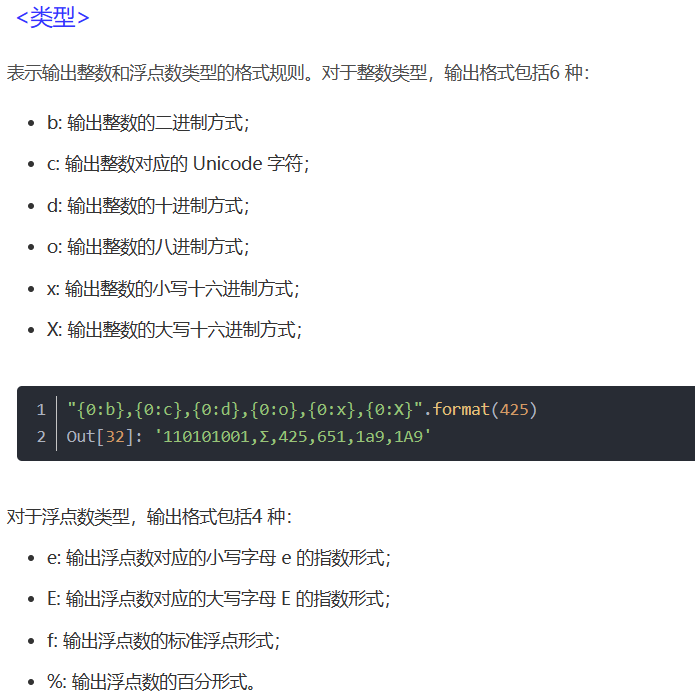 <类型>
表示输出整数和浮点数类型的格式规则。对于整数类型，输出格式包括6 种：
• b: 输出整数的二进制方式；
• c: 输出整数对应的 Unicode 字符；
• d: 输出整数的十进制方式；
• o: 输出整数的八进制方式；
• x: 输出整数的小写十六进制方式；
• X: 输出整数的大写十六进制方式；
1 "{0:b},{0:c},{0:d},{0:o},{0:x},{0:X}".format(425)
2 Out[32]: '110101001,Ʃ,425,651,1a9,1A9'
对于浮点数类型，输出格式包括4 种：
• e: 输出浮点数对应的小写字母 e 的指数形式；
• E: 输出浮点数对应的大写字母 E 的指数形式；
• f: 输出浮点数的标准浮点形式；
• %: 输出浮点数的百分形式。